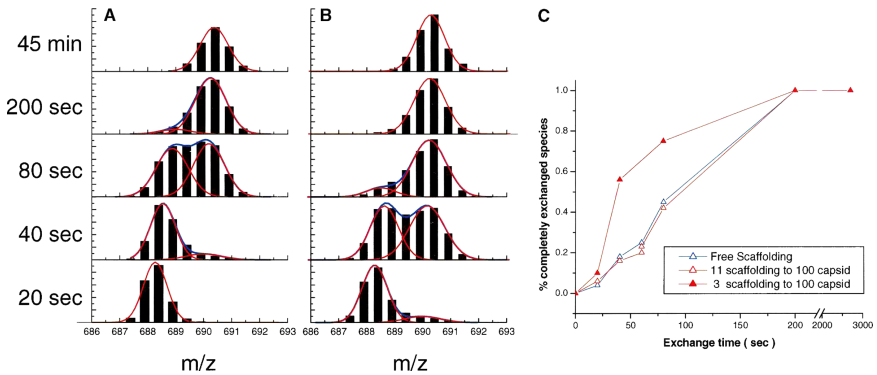 A
B
C
45 min
200 sec
80 sec
40 sec
20 sec
686 687 688 689 690 691 692 693
686 687 688 689 690 691 692 693
m/z
m/z
% completely exchanged species
1.0
0.8
0.6
0.4
0.2
0.0
Free Scaffolding
11 scaffolding to 100 capsid
3 scaffolding to 100 capsid
0 50 100 150 200 2000 3000
Exchange time ( sec )